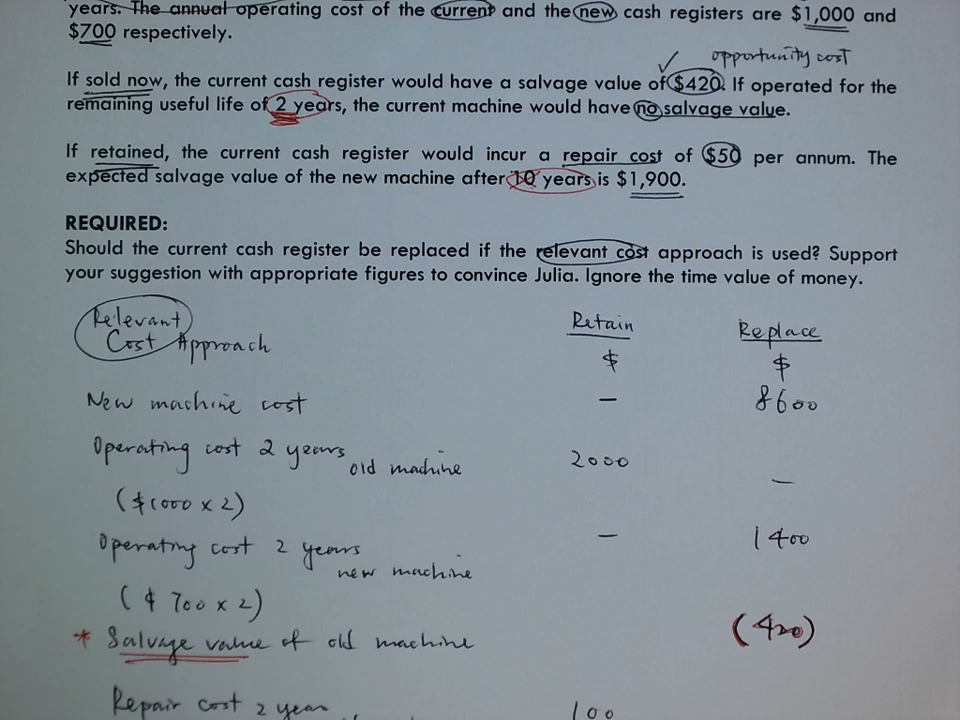 years. The annual operating cost of the current and the new cash registers are $1,000 and
$700 respectively.
opportunity cost
If sold now, the current cash register would have a salvage value of $420. If operated for the
remaining useful life of 2 years, the current machine would have no salvage value.
If retained, the current cash register would incur a repair cost of $50 per annum. The
expected salvage value of the new machine after 10 years is $1,900.
REQUIRED:
Should the current cash register be replaced if the relevant cost approach is used? Support
your suggestion with appropriate figures to convince Julia. Ignore the time value of money.
Relevant Retain Replace
Cost Approach $ $
New machine cost — 8600
Operating cost 2 years old machine 2000 —
($1000 x 2)
Operating cost 2 years new machine — 1400
($ 700 x 2)
* Salvage value of old machine (420)
Repair cost 2 year 100